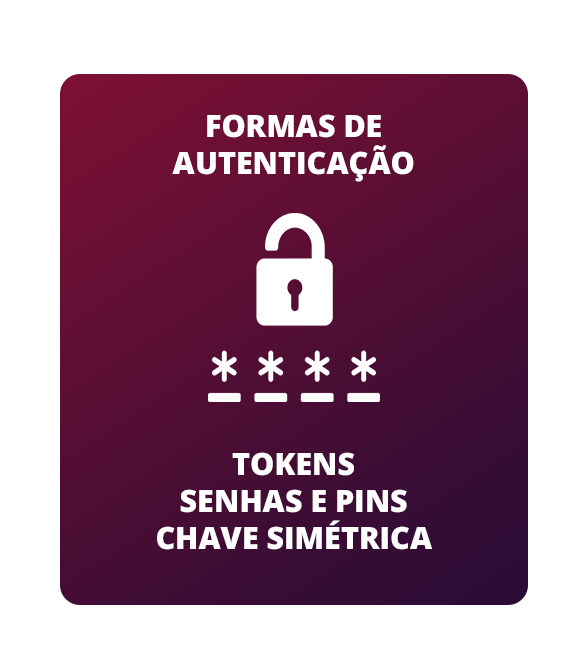 FORMAS DE
AUTENTICAÇÃO
* * * *
TOKENS
SENHAS E PINS
CHAVE SIMÉTRICA